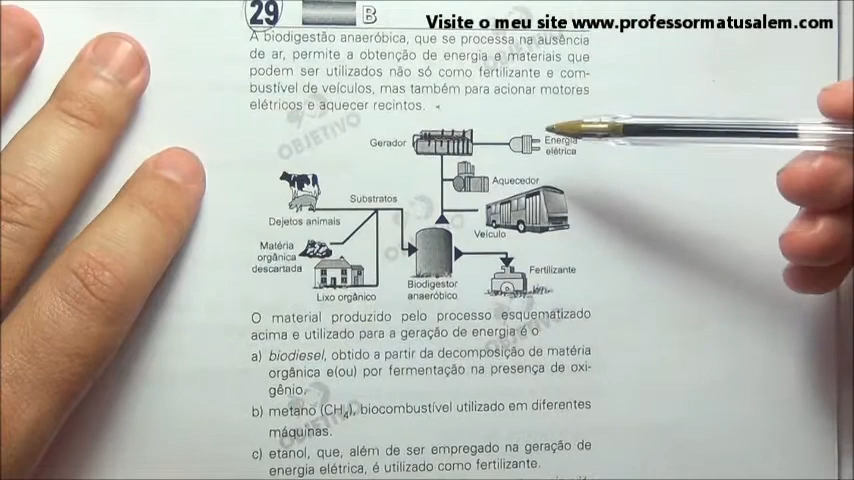 29
B
Visite o meu site www.professormatusalem.com
A biodigestão anaeróbica, que se processa na ausência
de ar, permite a obtenção de energia e materiais que
podem ser utilizados não só como fertilizante e com-
bustível de veículos, mas também para acionar motores
elétricos e aquecer recintos.
OBJETIVO
Gerador
Energia
elétrica
Aquecedor
Substratos
Dejetos animais
Veículo
Matéria
orgânica
descartada
Fertilizante
Lixo orgânico
Biodigestor
anaeróbico
O material produzido pelo processo esquematizado
acima e utilizado para a geração de energia é o
OBJETIVO
a) biodiesel, obtido a partir da decomposição de matéria
orgânica e(ou) por fermentação na presença de oxi-
gênio.
b) metano (CH4), biocombustível utilizado em diferentes
máquinas.
OBJETIVO
c) etanol, que, além de ser empregado na geração de
energia elétrica, é utilizado como fertilizante.